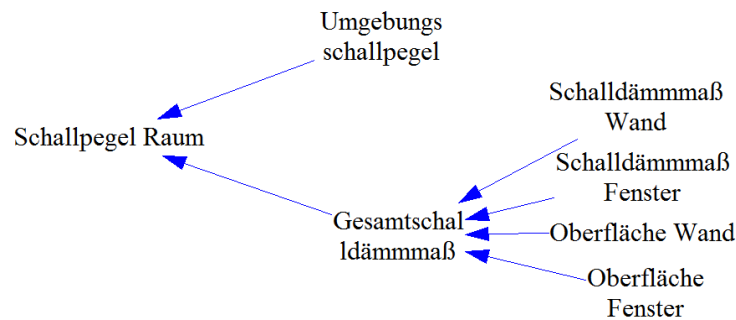 Umgebungs
schallpegel
Schalldämmmaß
Wand
Schallpegel Raum
Schalldämmmaß
Fenster
Gesamtschal
ldämmmaß
Oberfläche Wand
Oberfläche
Fenster